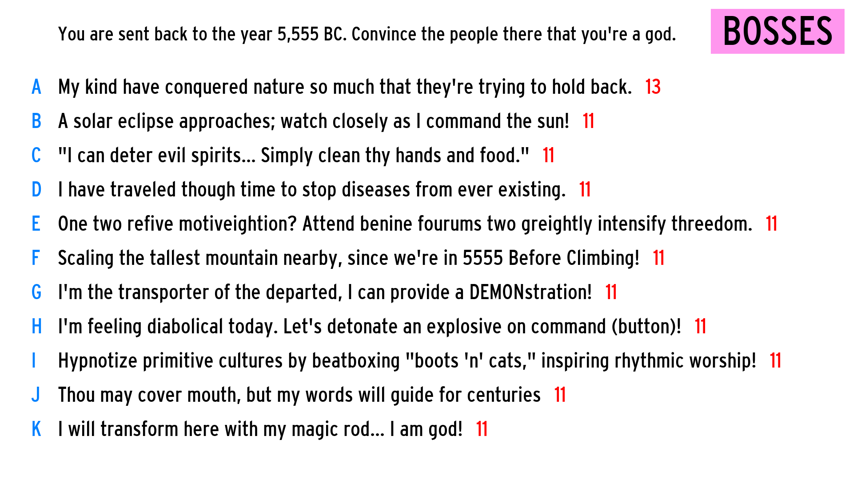 You are sent back to the year 5,555 BC. Convince the people there that you're a god. BOSSES
A My kind have conquered nature so much that they're trying to hold back. 13
B A solar eclipse approaches; watch closely as I command the sun! 11
C "I can deter evil spirits... Simply clean thy hands and food." 11
D I have traveled though time to stop diseases from ever existing. 11
E One two refive motiveightion? Attend benine fourums two greightly intensify threedom. 11
F Scaling the tallest mountain nearby, since we're in 5555 Before Climbing! 11
G I'm the transporter of the departed, I can provide a DEMONstration! 11
H I'm feeling diabolical today. Let's detonate an explosive on command (button)! 11
I Hypnotize primitive cultures by beatboxing "boots 'n' cats," inspiring rhythmic worship! 11
J Thou may cover mouth, but my words will guide for centuries 11
K I will transform here with my magic rod... I am god! 11